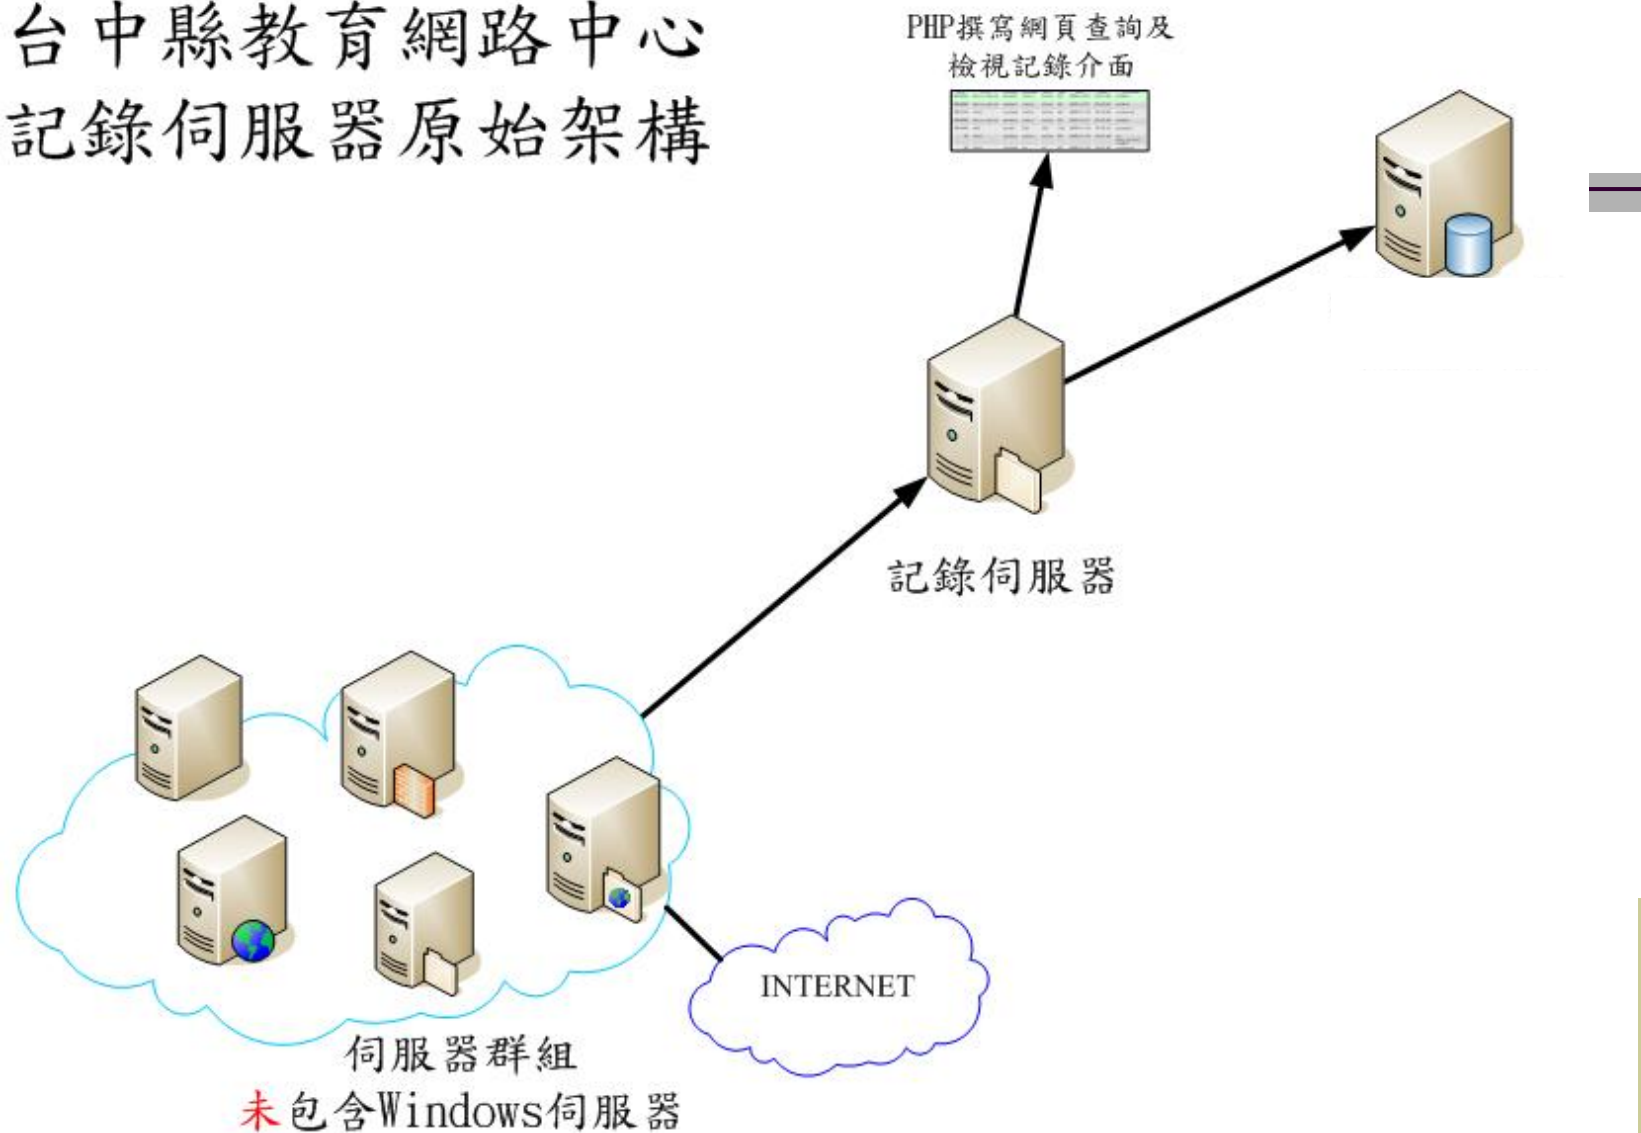 台中縣教育網路中心
記錄伺服器原始架構
PHP撰寫網頁查詢及
檢視記錄介面
記錄伺服器
INTERNET
伺服器群組
未包含Windows伺服器